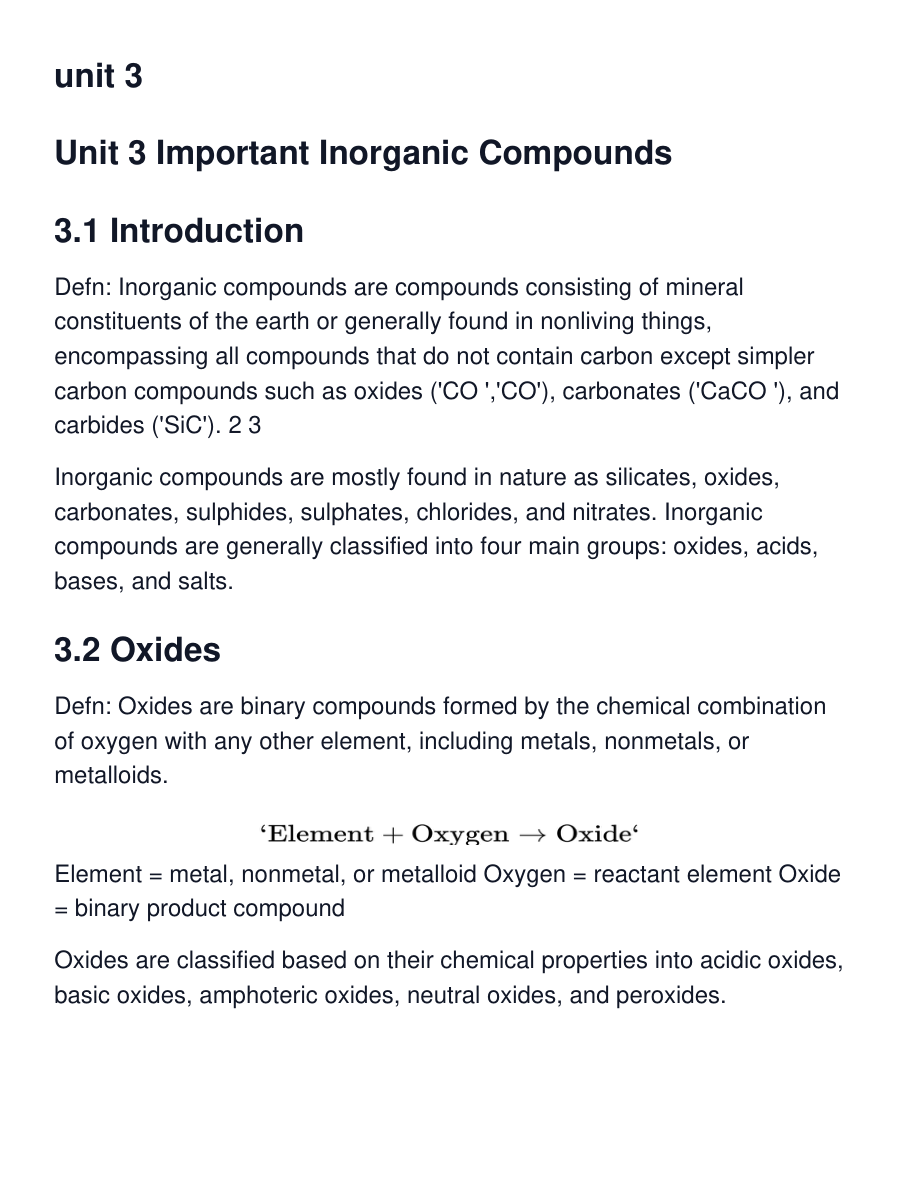 unit 3
Unit 3 Important Inorganic Compounds
3.1 Introduction
Defn: Inorganic compounds are compounds consisting of mineral
constituents of the earth or generally found in nonliving things,
encompassing all compounds that do not contain carbon except simpler
carbon compounds such as oxides ('CO ','CO'), carbonates ('CaCO '), and
carbides ('SiC'). 2 3
Inorganic compounds are mostly found in nature as silicates, oxides,
carbonates, sulphides, sulphates, chlorides, and nitrates. Inorganic
compounds are generally classified into four main groups: oxides, acids,
bases, and salts.
3.2 Oxides
Defn: Oxides are binary compounds formed by the chemical combination
of oxygen with any other element, including metals, nonmetals, or
metalloids.
‘Element + Oxygen → Oxide‘
Element = metal, nonmetal, or metalloid Oxygen = reactant element Oxide
= binary product compound
Oxides are classified based on their chemical properties into acidic oxides,
basic oxides, amphoteric oxides, neutral oxides, and peroxides.